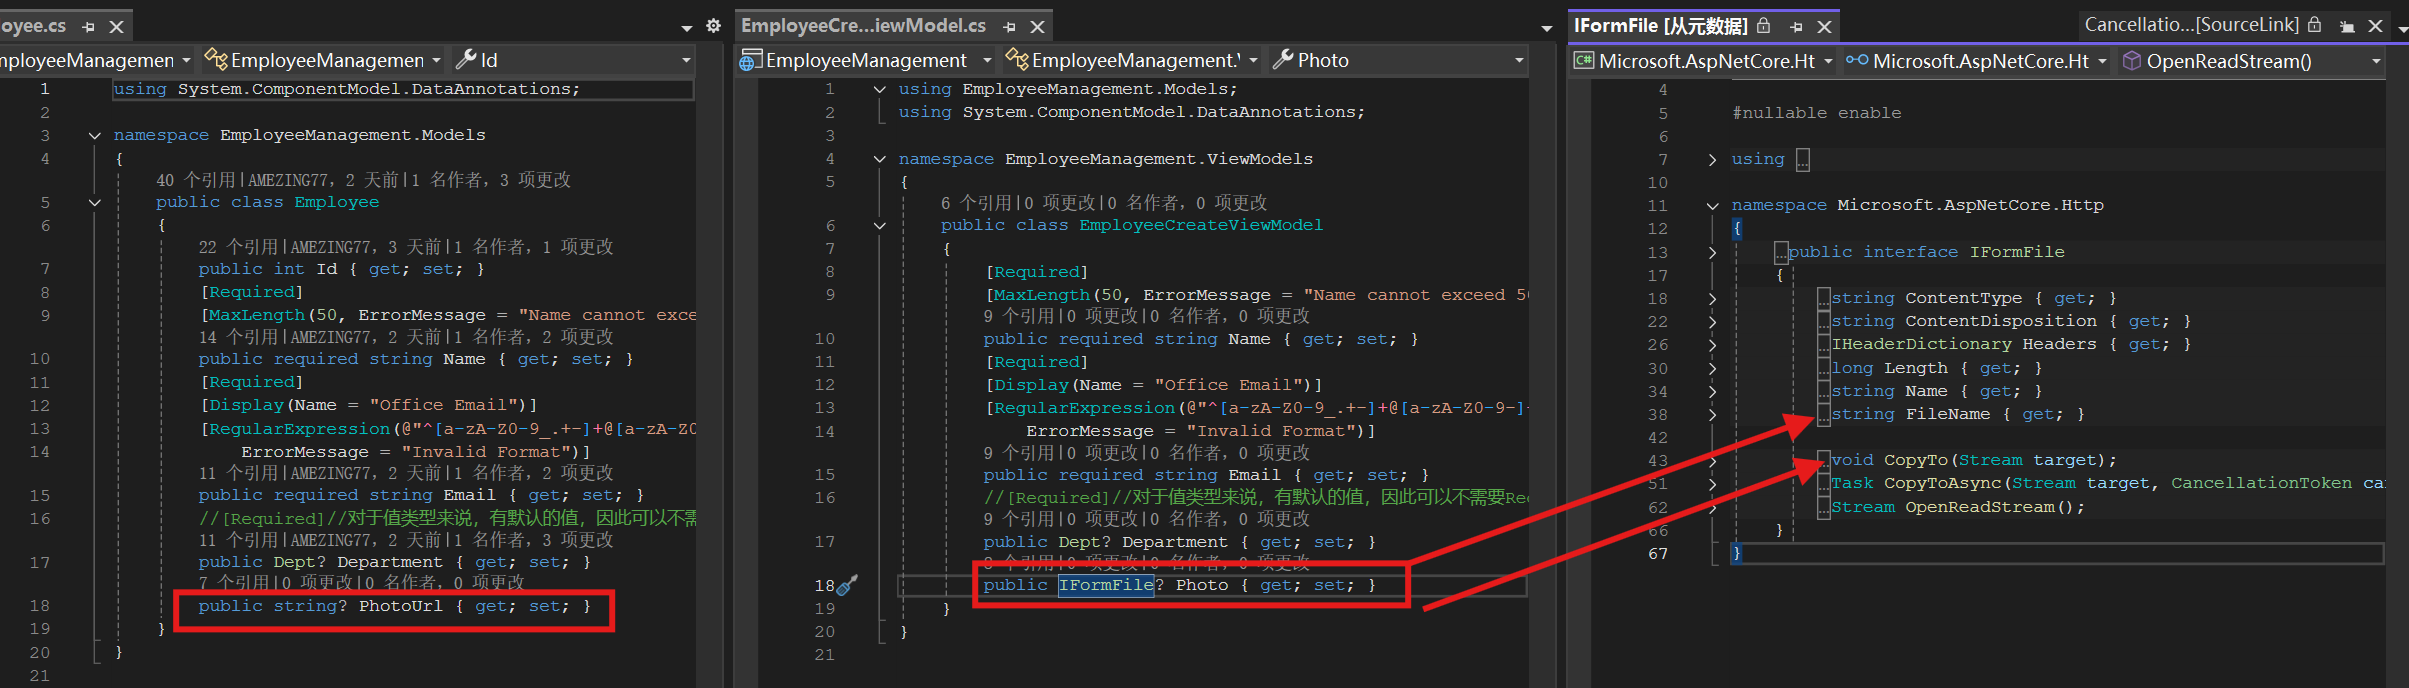 oyee.cs
mployeeManagemen
EmployeeManagemen
Id
1 using System.ComponentModel.DataAnnotations;
2
3 namespace EmployeeManagement.Models
4 {
40 个引用|AMEZING77，2 天前|1 名作者，3 项更改
5 public class Employee
6 {
22 个引用|AMEZING77，3 天前|1 名作者，1 项更改
7 public int Id { get; set; }
8 [Required]
9 [MaxLength(50, ErrorMessage = "Name cannot exce
14 个引用|AMEZING77，2 天前|1 名作者，2 项更改
10 public required string Name { get; set; }
11 [Required]
12 [Display(Name = "Office Email")]
13 [RegularExpression(@"^[a-zA-Z0-9_.+-]+@[a-zA-Z0
14 ErrorMessage = "Invalid Format")]
11 个引用|AMEZING77，2 天前|1 名作者，2 项更改
15 public required string Email { get; set; }
16 //[Required]//对于值类型来说，有默认的值，因此可以不需
11 个引用|AMEZING77，2 天前|1 名作者，3 项更改
17 public Dept? Department { get; set; }
7 个引用|0 项更改|0 名作者，0 项更改
18 public string? PhotoUrl { get; set; }
19 }
20 }
21
EmployeeCre...iewModel.cs
EmployeeManagement
EmployeeManagement.
Photo
1 using EmployeeManagement.Models;
2 using System.ComponentModel.DataAnnotations;
3
4 namespace EmployeeManagement.ViewModels
5 {
6 个引用|0 项更改|0 名作者，0 项更改
6 public class EmployeeCreateViewModel
7 {
8 [Required]
9 [MaxLength(50, ErrorMessage = "Name cannot exceed 50
9 个引用|0 项更改|0 名作者，0 项更改
10 public required string Name { get; set; }
11 [Required]
12 [Display(Name = "Office Email")]
13 [RegularExpression(@"^[a-zA-Z0-9_.+-]+@[a-zA-Z0-9-]+
14 ErrorMessage = "Invalid Format")]
9 个引用|0 项更改|0 名作者，0 项更改
15 public required string Email { get; set; }
16 //[Required]//对于值类型来说，有默认的值，因此可以不需要Req
9 个引用|0 项更改|0 名作者，0 项更改
17 public Dept? Department { get; set; }
个引用|0 项更改|0 名作者，0 项更改
18 public IFormFile? Photo { get; set; }
19 }
20 }
21
IFormFile [从元数据]
Cancellatio...[SourceLink]
Microsoft.AspNetCore.Ht
Microsoft.AspNetCore.Ht
OpenReadStream()
4
5 #nullable enable
6
7 using ...
10
11 namespace Microsoft.AspNetCore.Http
12 {
13 ...public interface IFormFile
17 {
18 ...string ContentType { get; }
22 ...string ContentDisposition { get; }
26 ...IHeaderDictionary Headers { get; }
30 ...long Length { get; }
34 ...string Name { get; }
38 ...string FileName { get; }
42
43 ...void CopyTo(Stream target);
51 ...Task CopyToAsync(Stream target, CancellationToken ca
62 ...Stream OpenReadStream();
66 }
67 }